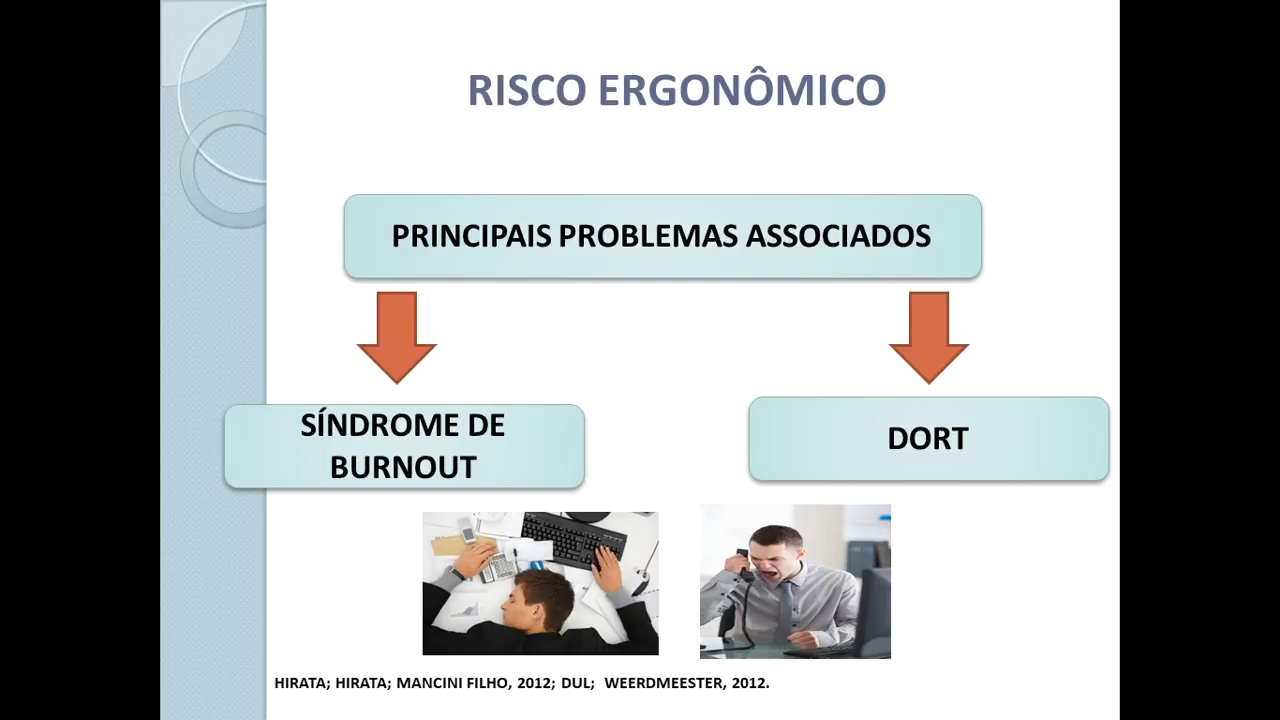 RISCO ERGONÔMICO
PRINCIPAIS PROBLEMAS ASSOCIADOS
SÍNDROME DE
BURNOUT
DORT
HIRATA; HIRATA; MANCINI FILHO, 2012; DUL; WEERDMEESTER, 2012.